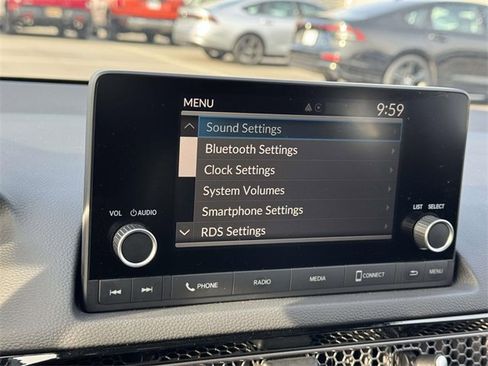 MENU
9:59
Sound Settings
Bluetooth Settings
Clock Settings
System Volumes
Smartphone Settings
RDS Settings
VOL AUDIO
LIST SELECT
PHONE RADIO MEDIA CONNECT MENU